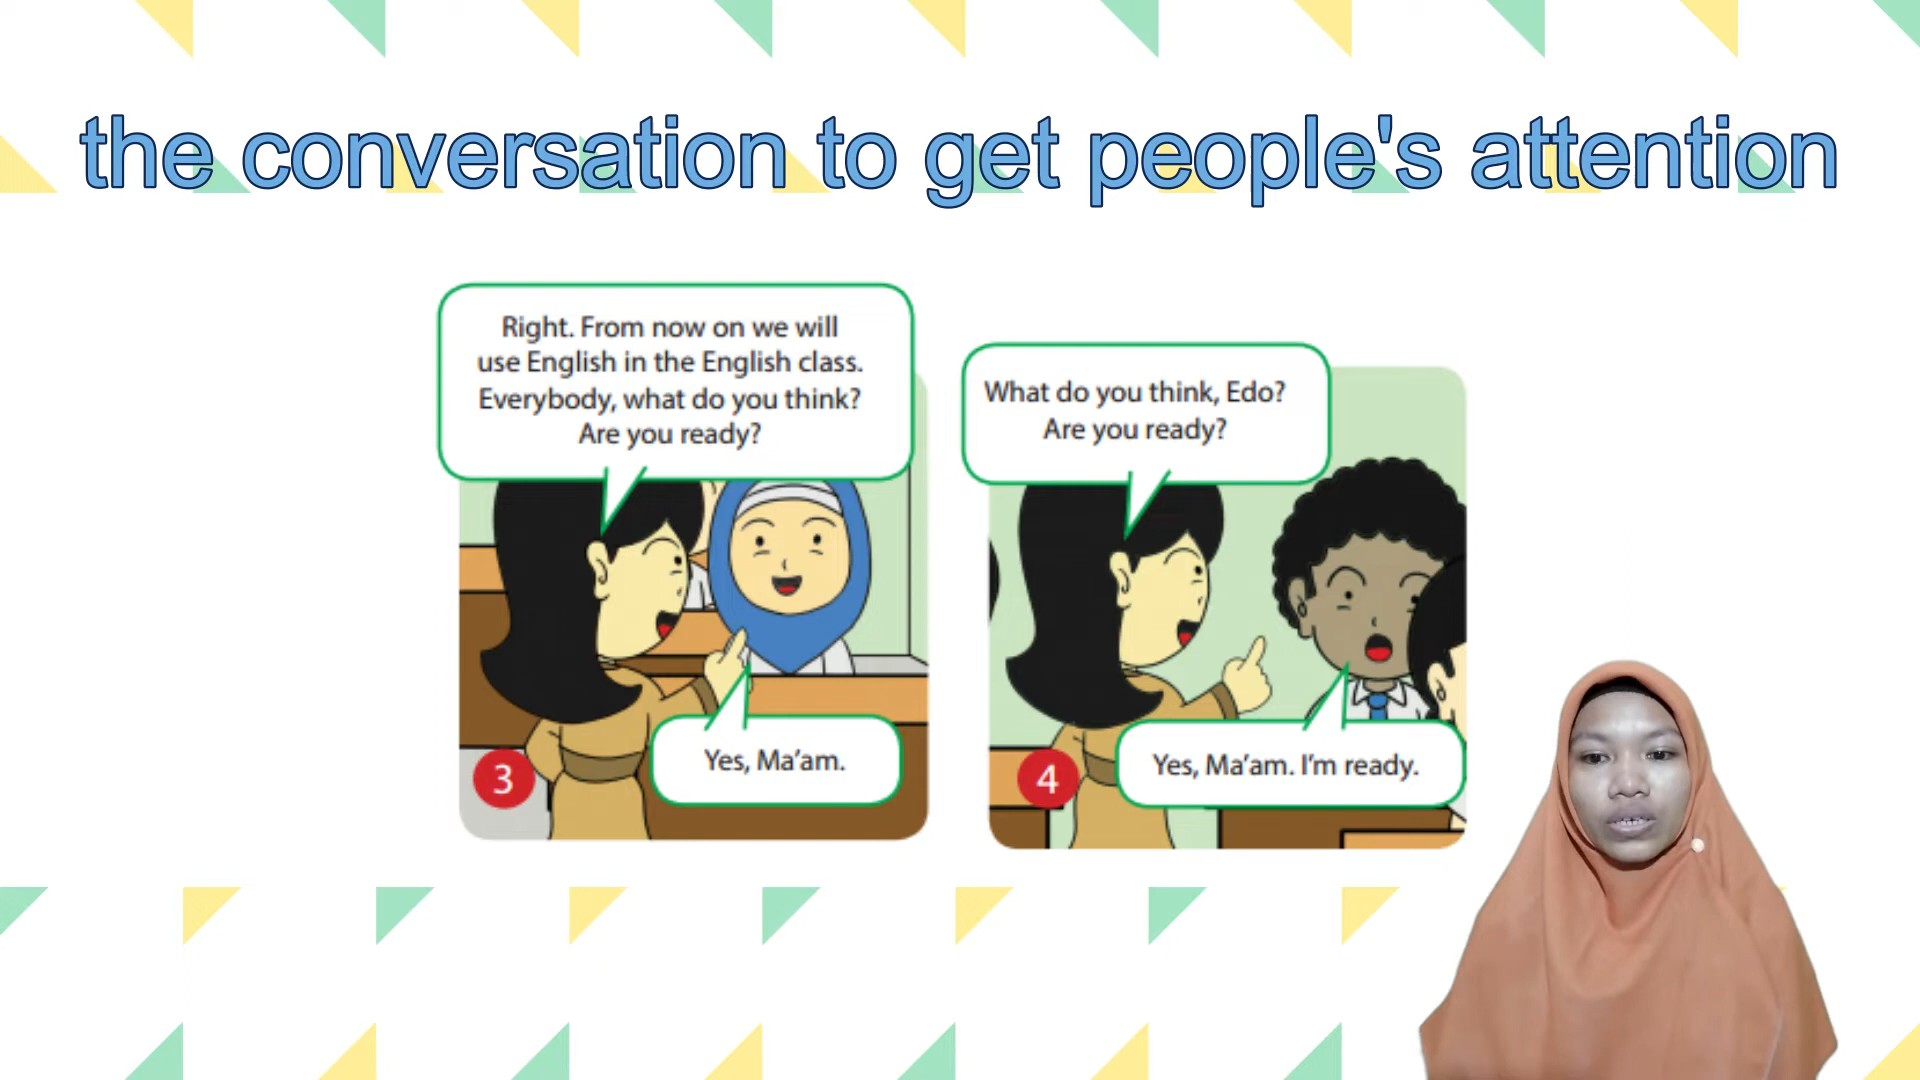 the conversation to get people's attention
Right. From now on we will
use English in the English class.
Everybody, what do you think?
Are you ready?
Yes, Ma’am.
3
What do you think, Edo?
Are you ready?
Yes, Ma’am. I’m ready.
4